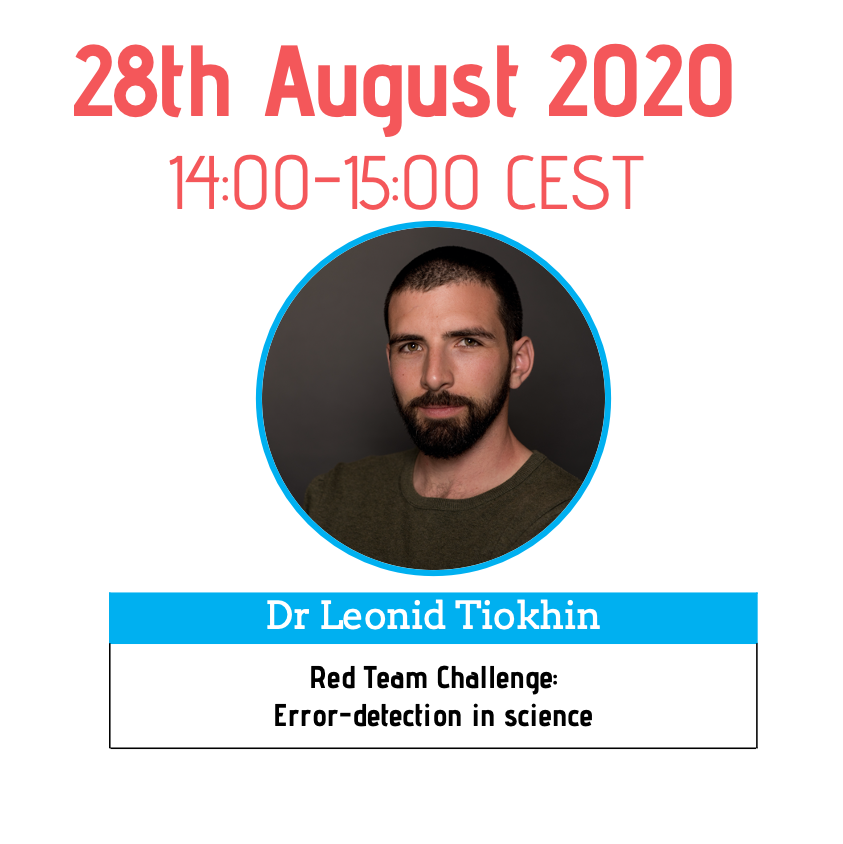 28th August 2020
14:00-15:00 CEST
Dr Leonid Tiokhin
Red Team Challenge:
Error-detection in science